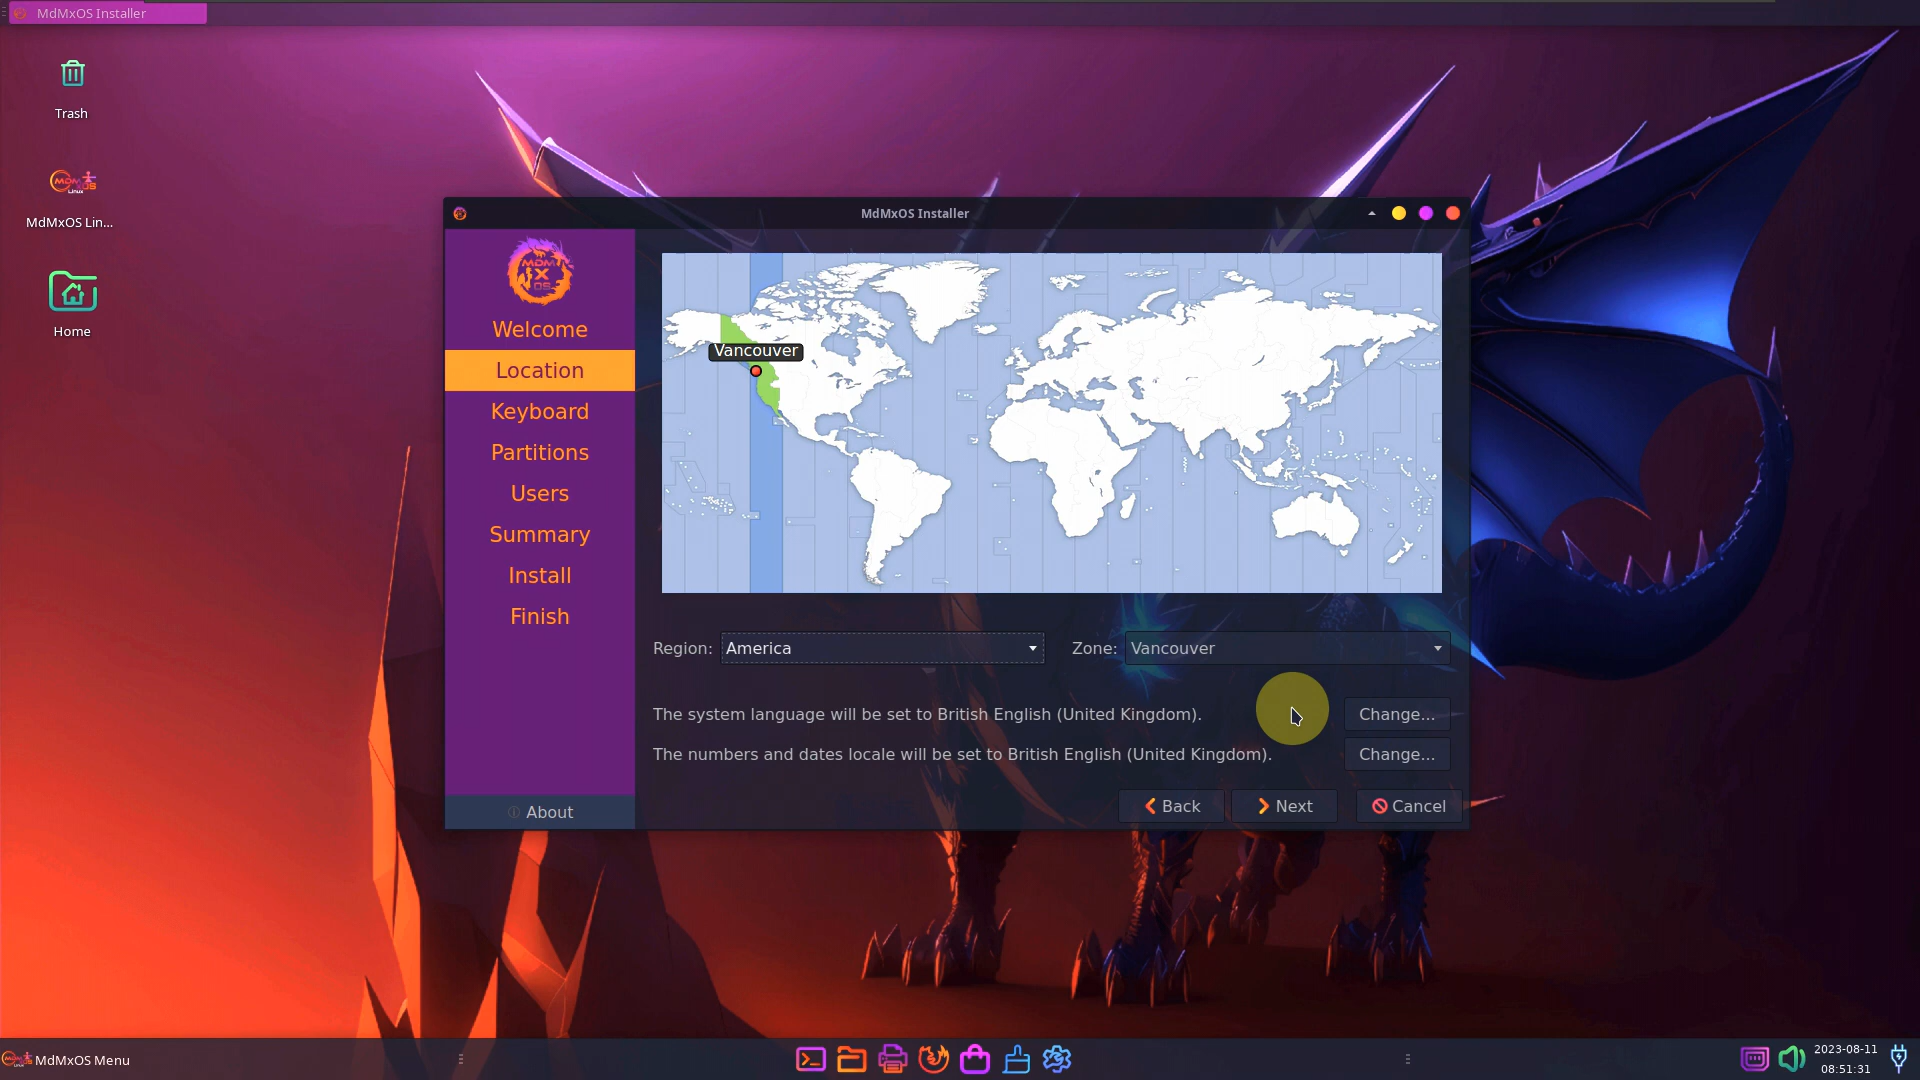 MdMxOS Installer
Trash
MdMxOS Lin...
Home
MdMxOS Installer
MDM
X
OS
Welcome
Location
Keyboard
Partitions
Users
Summary
Install
Finish
About
Vancouver
Region: America Zone: Vancouver
The system language will be set to British English (United Kingdom). Change...
The numbers and dates locale will be set to British English (United Kingdom). Change...
Back Next Cancel
MdMxOS Menu
2023-08-11
08:51:31